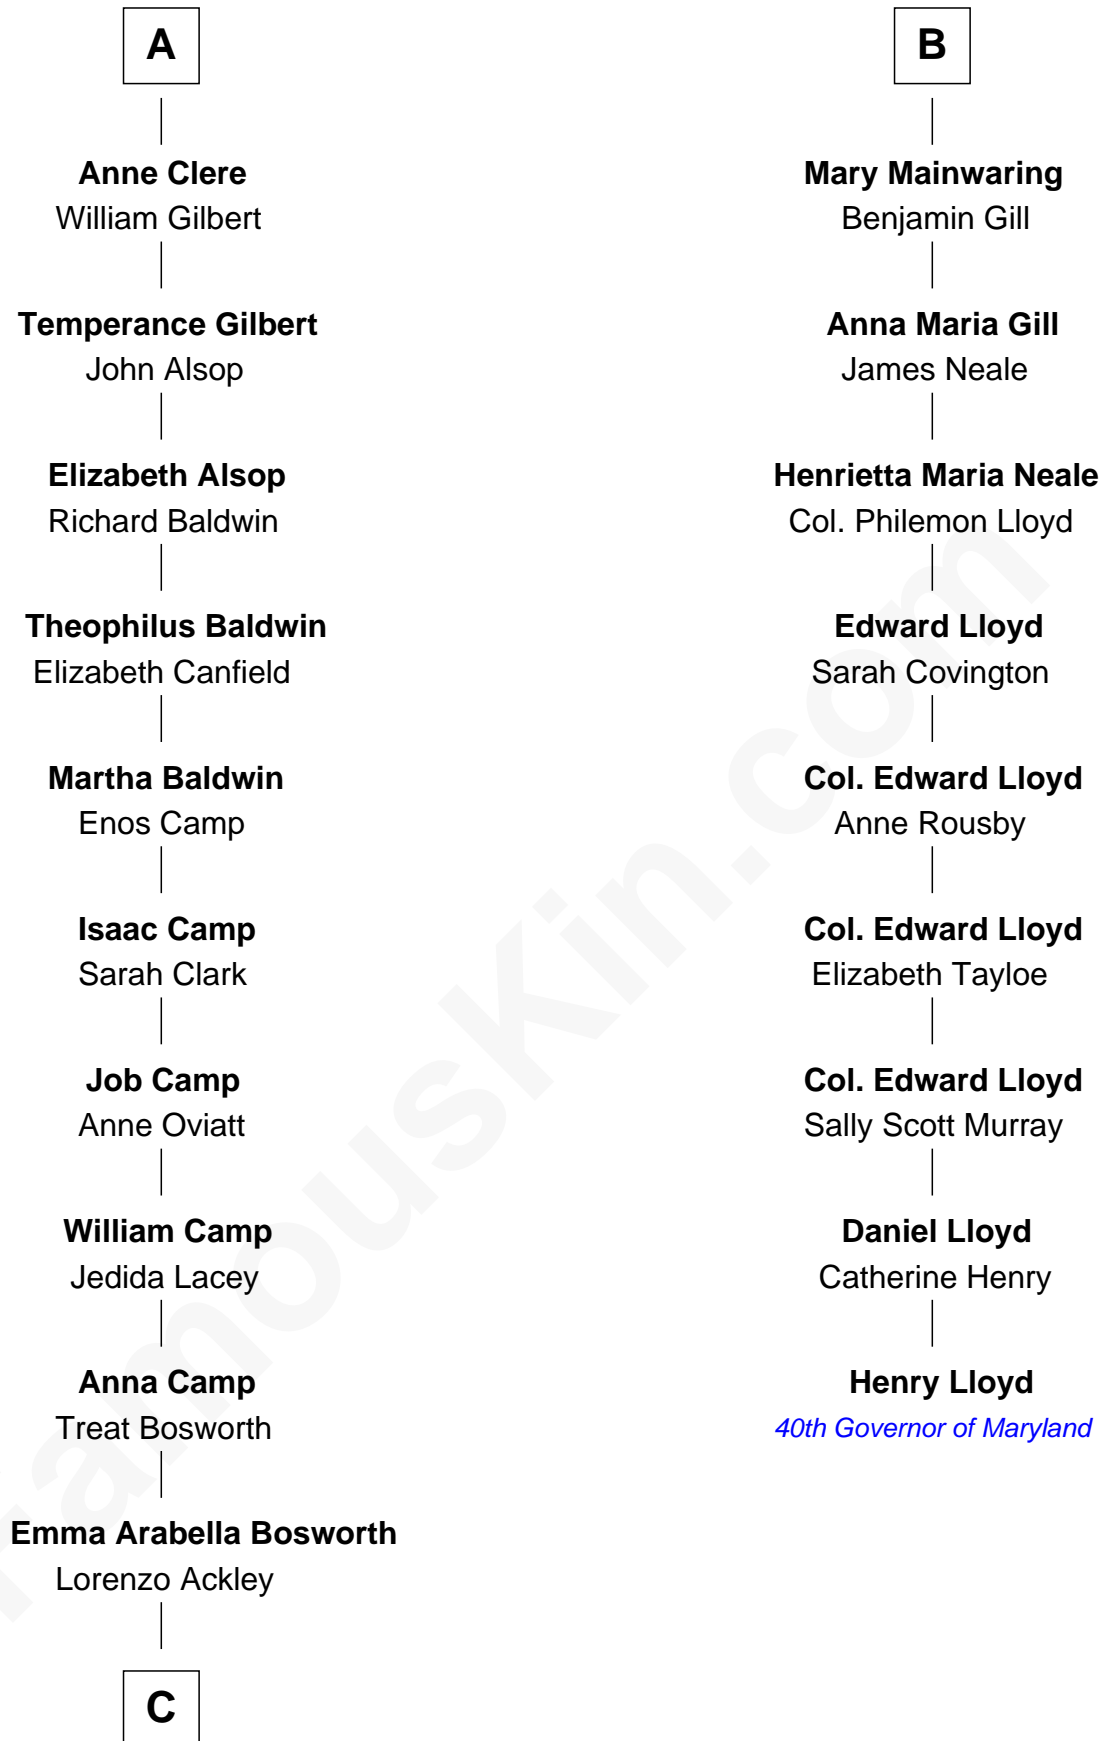 A
Anne Clere
William Gilbert
Temperance Gilbert
John Alsop
Elizabeth Alsop
Richard Baldwin
Theophilus Baldwin
Elizabeth Canfield
Martha Baldwin
Enos Camp
Isaac Camp
Sarah Clark
Job Camp
Anne Oviatt
William Camp
Jedida Lacey
Anna Camp
Treat Bosworth
Emma Arabella Bosworth
Lorenzo Ackley
C
B
Mary Mainwaring
Benjamin Gill
Anna Maria Gill
James Neale
Henrietta Maria Neale
Col. Philemon Lloyd
Edward Lloyd
Sarah Covington
Col. Edward Lloyd
Anne Rousby
Col. Edward Lloyd
Elizabeth Tayloe
Col. Edward Lloyd
Sally Scott Murray
Daniel Lloyd
Catherine Henry
Henry Lloyd
40th Governor of Maryland
FamousKin.com